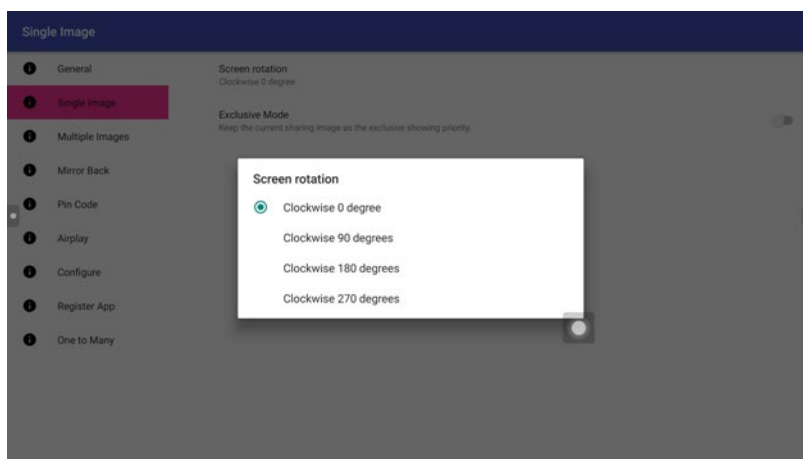 Single Image
General
Single Image
Multiple Images
Mirror Back
Pin Code
Airplay
Configure
Register App
One to Many
Screen rotation
Clockwise 0 degree
Exclusive Mode
Keep the current sharing image as the exclusive showing priority.
Screen rotation
Clockwise 0 degree
Clockwise 90 degrees
Clockwise 180 degrees
Clockwise 270 degrees